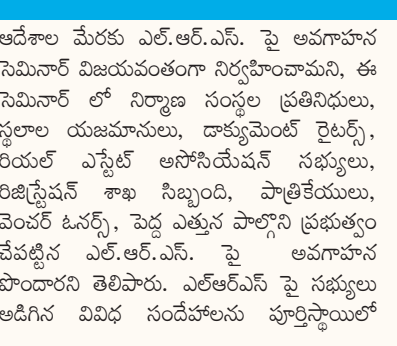 ఆదేశాల మేరకు ఎల్.ఆర్.ఎస్. పై అవగాహన
సెమినార్ విజయవంతంగా నిర్వహించామని, ఈ
సెమినార్ లో నిర్మాణ సంస్థల ప్రతినిధులు,
స్థలాల యజమానులు, డాక్యుమెంట్ రైటర్స్,
రియల్ ఎస్టేట్ అసోసియేషన్ సభ్యులు,
రిజిస్ట్రేషన్ శాఖ సిబ్బంది, పాత్రికేయులు,
వెంచర్ ఓనర్స్, పెద్ద ఎత్తున పాల్గొని ప్రభుత్వం
చేపట్టిన ఎల్.ఆర్.ఎస్. పై అవగాహన
పొందారని తెలిపారు. ఎల్ఆర్ఎస్ పై సభ్యులు
అడిగిన వివిధ సందేహాలను పూర్తిస్థాయిలో